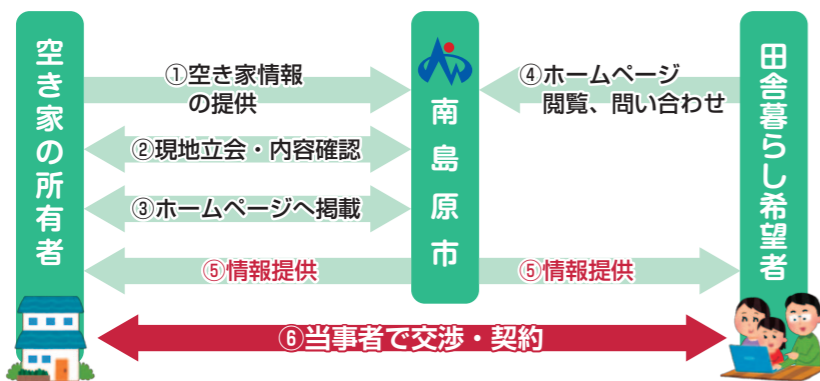 空き家の所有者
①空き家情報
の提供
②現地立会・内容確認
③ホームページへ掲載
⑤情報提供
南島原市
④ホームページ
閲覧、問い合わせ
⑤情報提供
田舎暮らし希望者
⑥当事者で交渉・契約